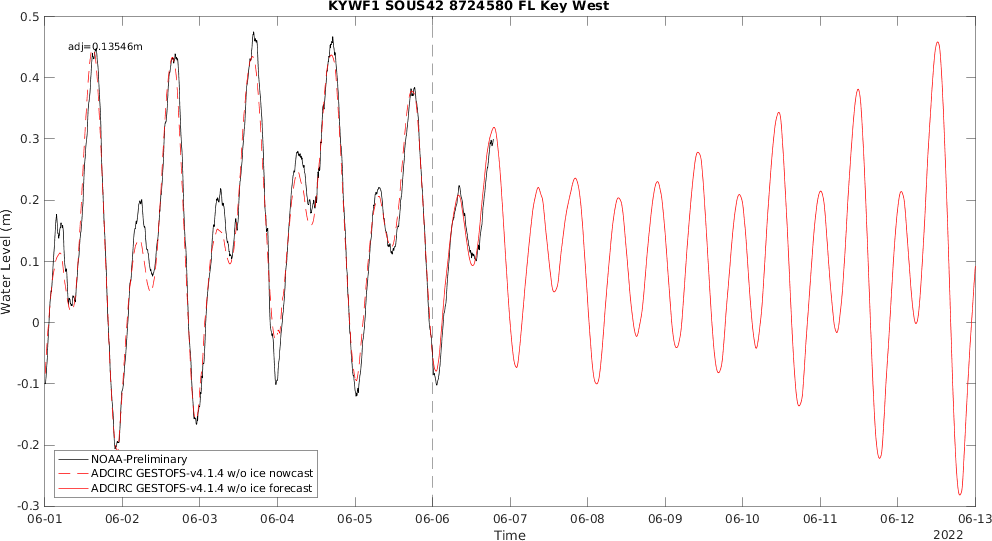 KYWF1 SOUS42 8724580 FL Key West
adj=0.13546m
0.5
0.4
0.3
0.2
0.1
0
-0.1
-0.2
-0.3
Water Level (m)
NOAA-Preliminary
ADCIRC GESTOFS-v4.1.4 w/o ice nowcast
ADCIRC GESTOFS-v4.1.4 w/o ice forecast
06-01 06-02 06-03 06-04 06-05 06-06 06-07 06-08 06-09 06-10 06-11 06-12 06-13
Time
2022